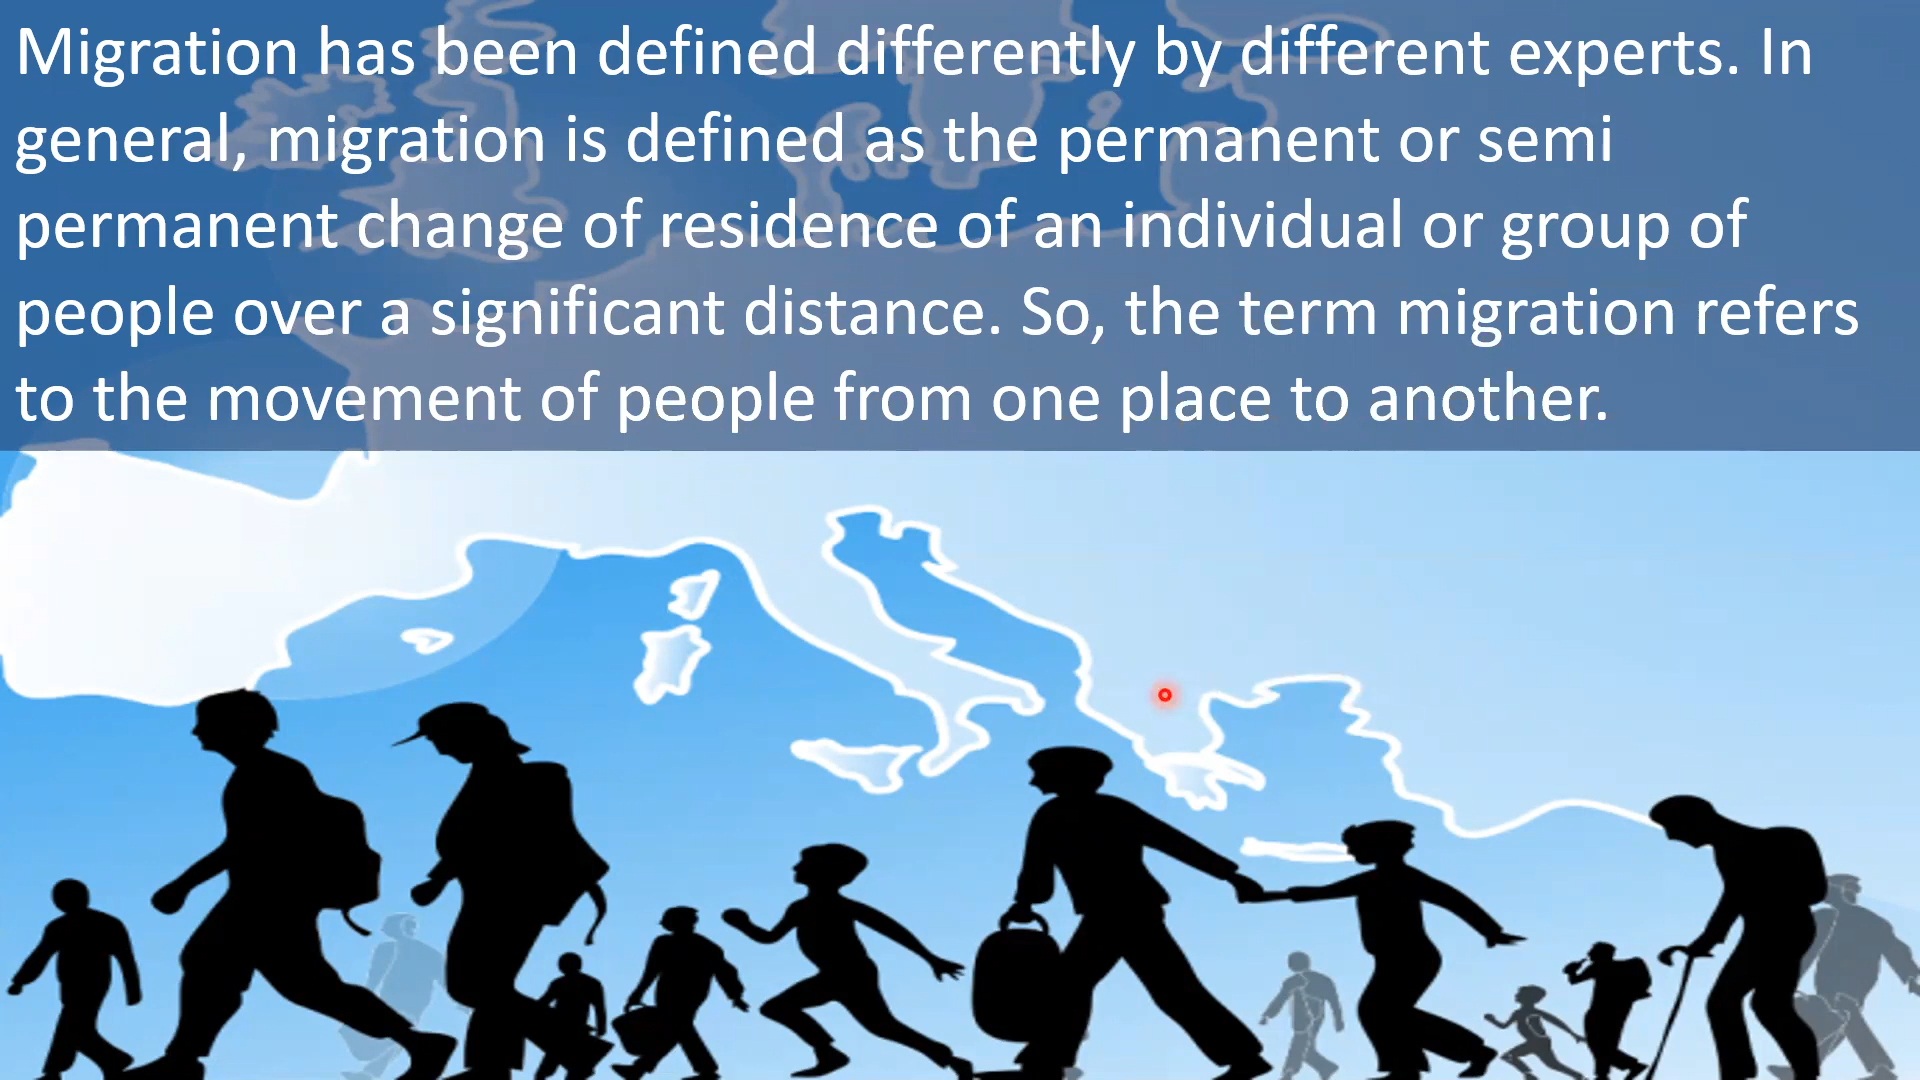 Migration has been defined differently by different experts. In
general, migration is defined as the permanent or semi
permanent change of residence of an individual or group of
people over a significant distance. So, the term migration refers
to the movement of people from one place to another.